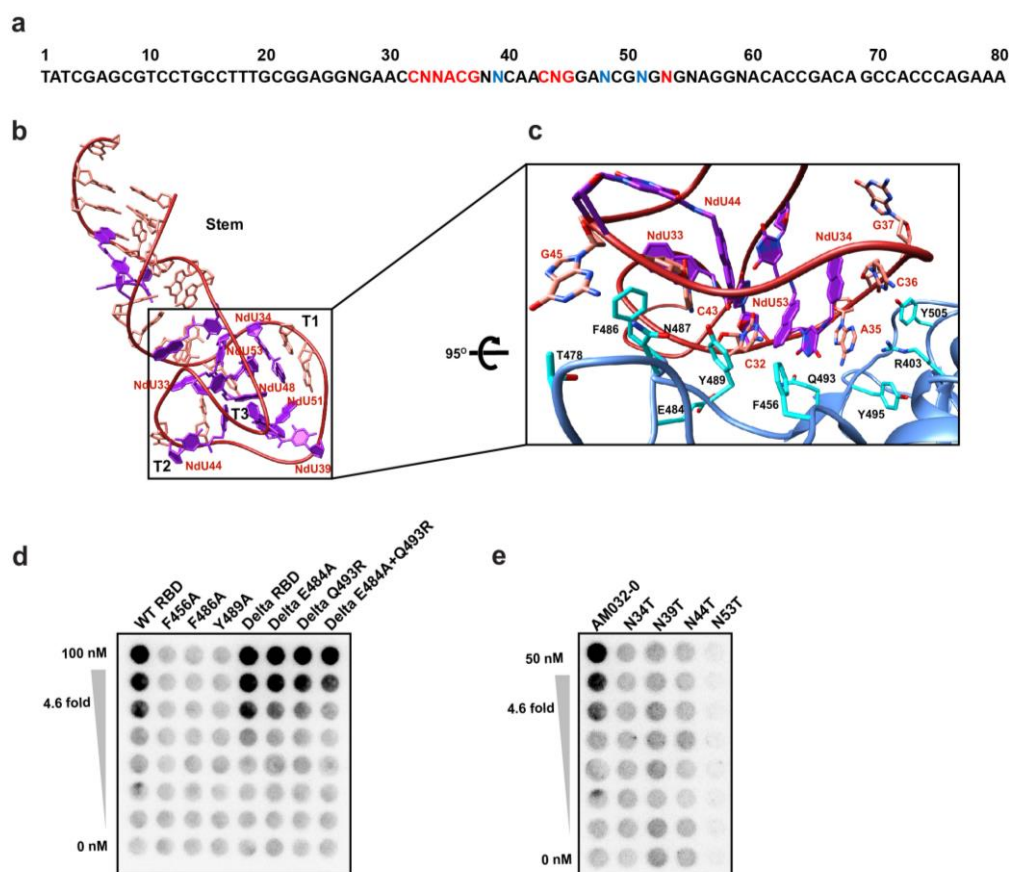 a
1 10 20 30 40 50 60 70 80
TATCGAGCGTCCTGCCTTTGCGGAGGNGAACCNNACGNNCAACNGGANCGNGNGNAGGNACACCGACA GCCACCCAGAAA
b
Stem
NdU34
T1
NdU53
NdU33
NdU48
T3
NdU51
T2
NdU44
NdU39
c
95°
NdU44
G37
NdU33
NdU34
G45
C36
NdU53
C43
Y505
F486
N487
A35
C32
T478
Q493
R403
Y489
E484
F456
Y495
d
WT RBD
F456A
F486A
Y489A
Delta RBD
Delta E484A
Delta Q493R
Delta E484A+Q493R
100 nM
4.6 fold
0 nM
e
AM032-0
N34T
N39T
N44T
N53T
50 nM
4.6 fold
0 nM